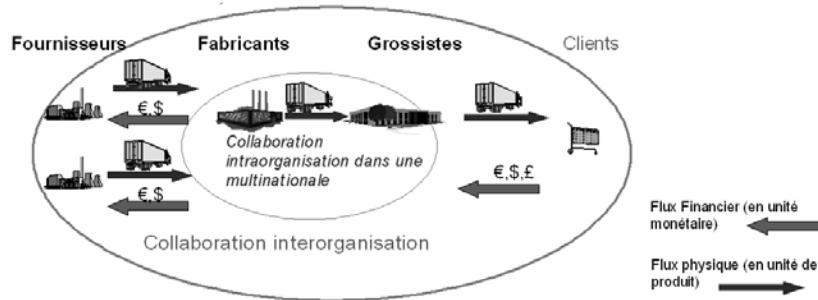 Fournisseurs Fabricants Grossistes Clients
€,$
Collaboration
intraorganisation dans une
multinationale
€,$
€,$,£
Collaboration interorganisation
Flux Financier (en unité
monétaire)
Flux physique (en unité de
produit)